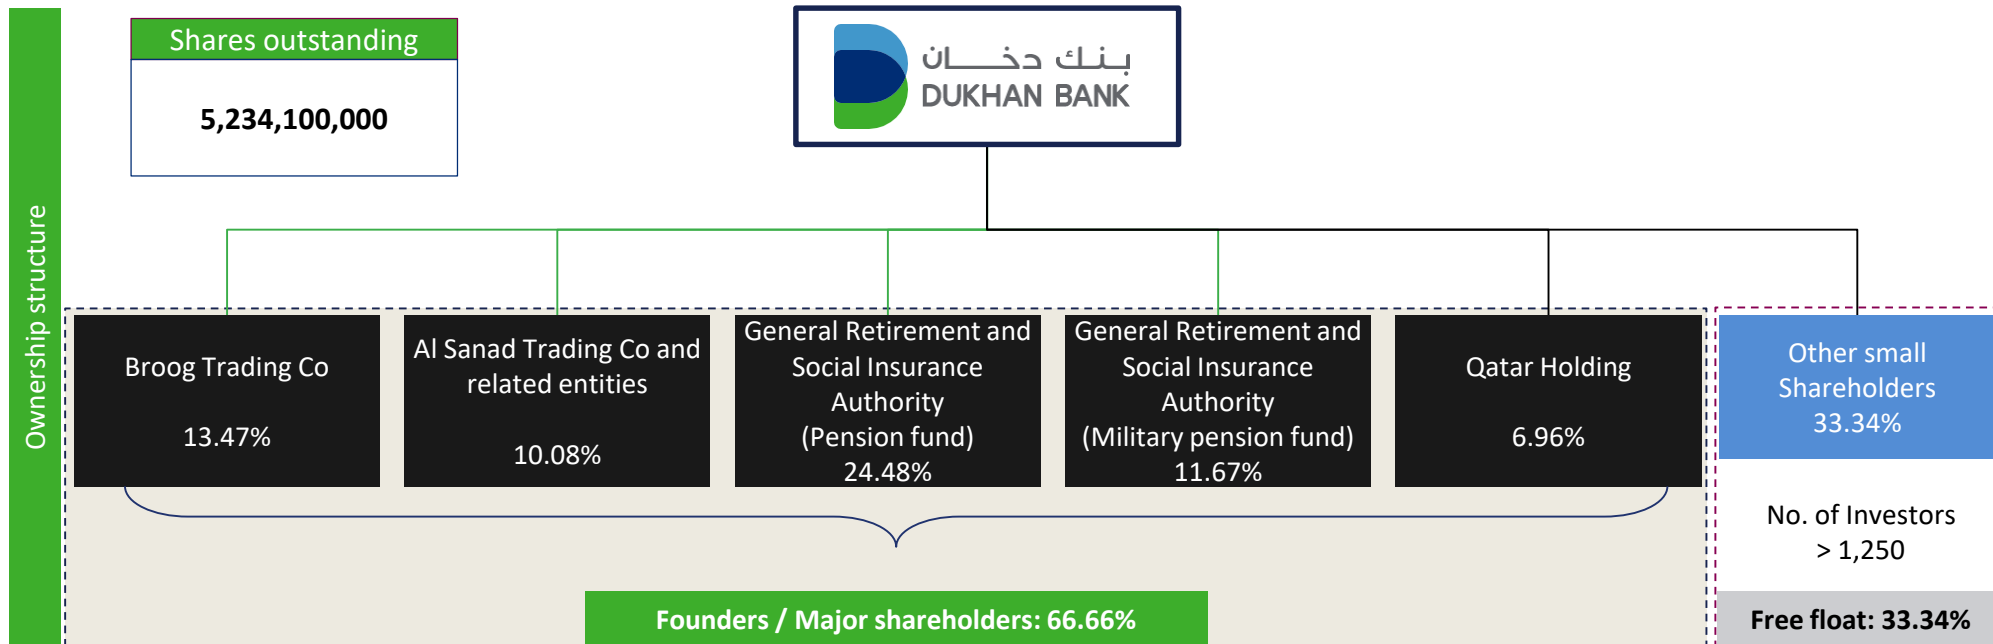 Ownership structure
Shares outstanding
5,234,100,000
بنك دخان
DUKHAN BANK
Broog Trading Co
13.47%
Al Sanad Trading Co and
related entities
10.08%
General Retirement and
Social Insurance
Authority
(Pension fund)
24.48%
General Retirement and
Social Insurance
Authority
(Military pension fund)
11.67%
Qatar Holding
6.96%
Other small
Shareholders
33.34%
No. of Investors
> 1,250
Founders / Major shareholders: 66.66%
Free float: 33.34%